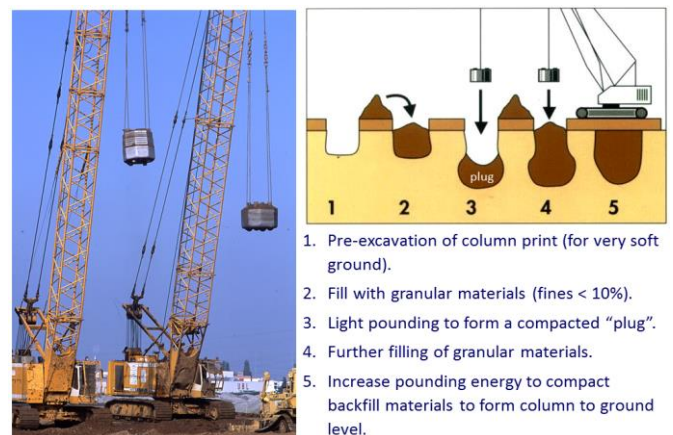 plug
1 2 3 4 5
1. Pre-excavation of column print (for very soft
ground).
2. Fill with granular materials (fines < 10%).
3. Light pounding to form a compacted “plug”.
4. Further filling of granular materials.
5. Increase pounding energy to compact
backfill materials to form column to ground
level.